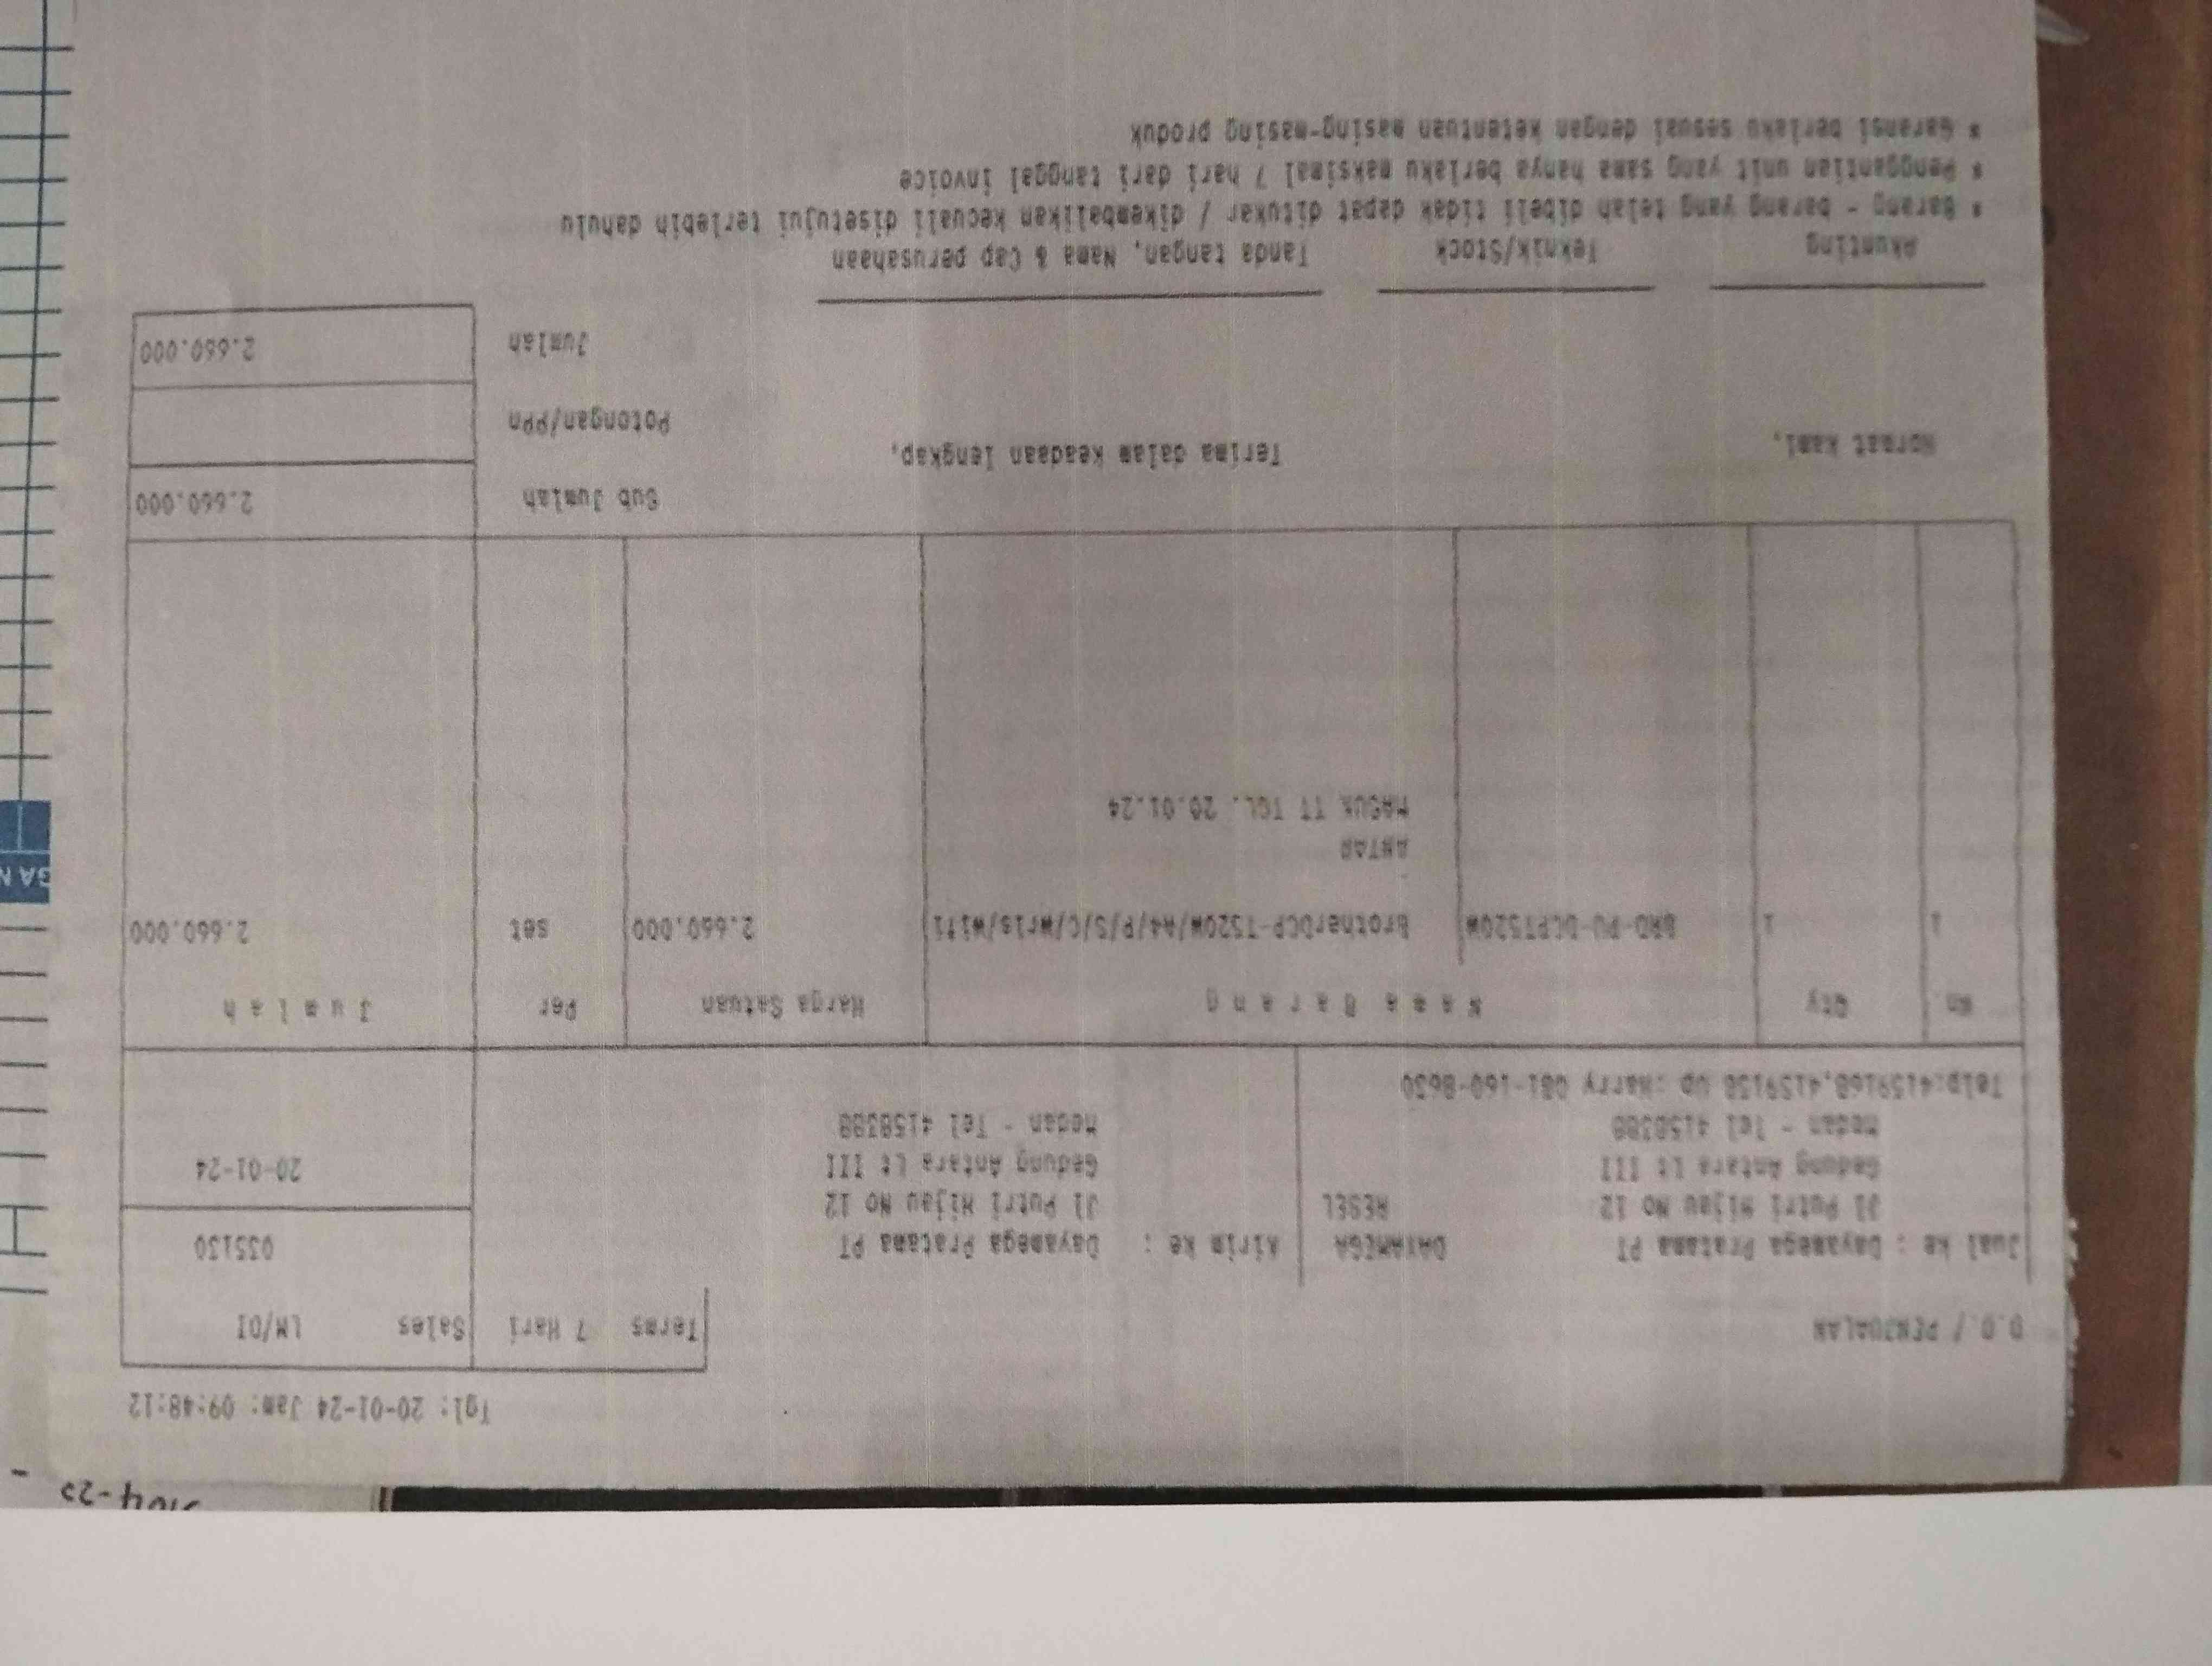 Tgl: 20-01-24 Jam: 09:48:12
D.O / PENJUALAN
Terms 7 Hari Sales LM/OI
Jual ke : Dayamega Pratama PT DAYAMEGA Kirim ke : Dayamega Pratama PT 035130
Jl Putri Hijau No 12 RESEL Jl Putri Hijau No 12
Gedung Antara Lt III Gedung Antara Lt III 20-01-24
Medan - Tel 4158388 Medan - Tel 4158388
Telp:4159168,4159158 Up :Harry 081-160-8630
Nn Qty Nama Barang Harga Satuan Per Jumlah
1 1 BRO-PU-DCPT520W BrotherDCP-T520W/A4/P/S/C/Wrls/Wifi 2.660.000 set 2.660.000
ANTAR
MASUK TT TGL. 20.01.24
Sub Jumlah 2.660.000
Hormat Kami, Terima dalam keadaan lengkap,
Potongan/PPn
Jumlah 2.660.000
Akunting Teknik/Stock Tanda tangan, Nama & Cap perusahaan
* Barang - barang yang telah dibeli tidak dapat ditukar / dikembalikan kecuali disetujui terlebih dahulu
* Penggantian unit yang sama hanya berlaku maksimal 7 hari dari tanggal invoice
* Garansi berlaku sesuai dengan ketentuan masing-masing produk